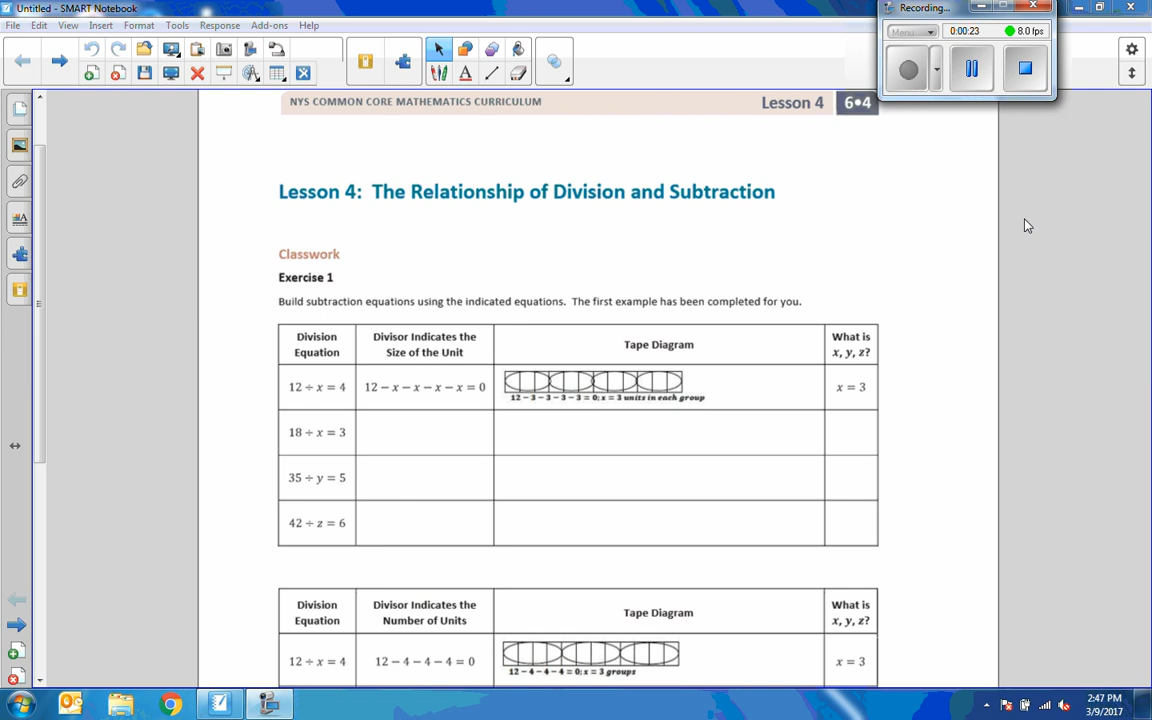 Untitled - SMART Notebook
Recording...
File Edit View Insert Format Tools Response Add-ons Help
Menu 0:00:23 8.0 fps
NYS COMMON CORE MATHEMATICS CURRICULUM Lesson 4 6•4
Lesson 4: The Relationship of Division and Subtraction
Classwork
Exercise 1
Build subtraction equations using the indicated equations. The first example has been completed for you.
Division Equation
Divisor Indicates the Size of the Unit
Tape Diagram
What is x, y, z?
12 ÷ x = 4
12 − x − x − x − x = 0
12 − 3 − 3 − 3 − 3 = 0; x = 3 units in each group
x = 3
18 ÷ x = 3
35 ÷ y = 5
42 ÷ z = 6
Division Equation
Divisor Indicates the Number of Units
Tape Diagram
What is x, y, z?
12 ÷ x = 4
12 − 4 − 4 − 4 = 0
12 − 4 − 4 − 4 = 0; x = 3 groups
x = 3
2:47 PM
3/9/2017